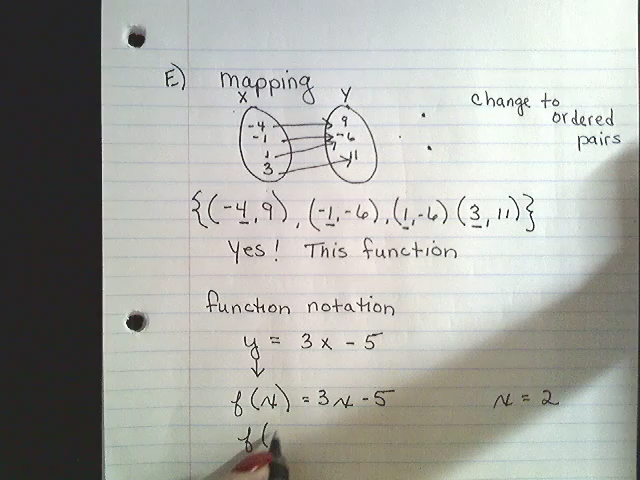 E) mapping
X Y
-4 9
-1 -6
1 11
3
change to
ordered
pairs
{(-4, 9), (-1, -6), (1, -6) (3, 11)}
Yes! This function
function notation
y = 3x - 5
↓
f(x) = 3x - 5 x = 2
f(